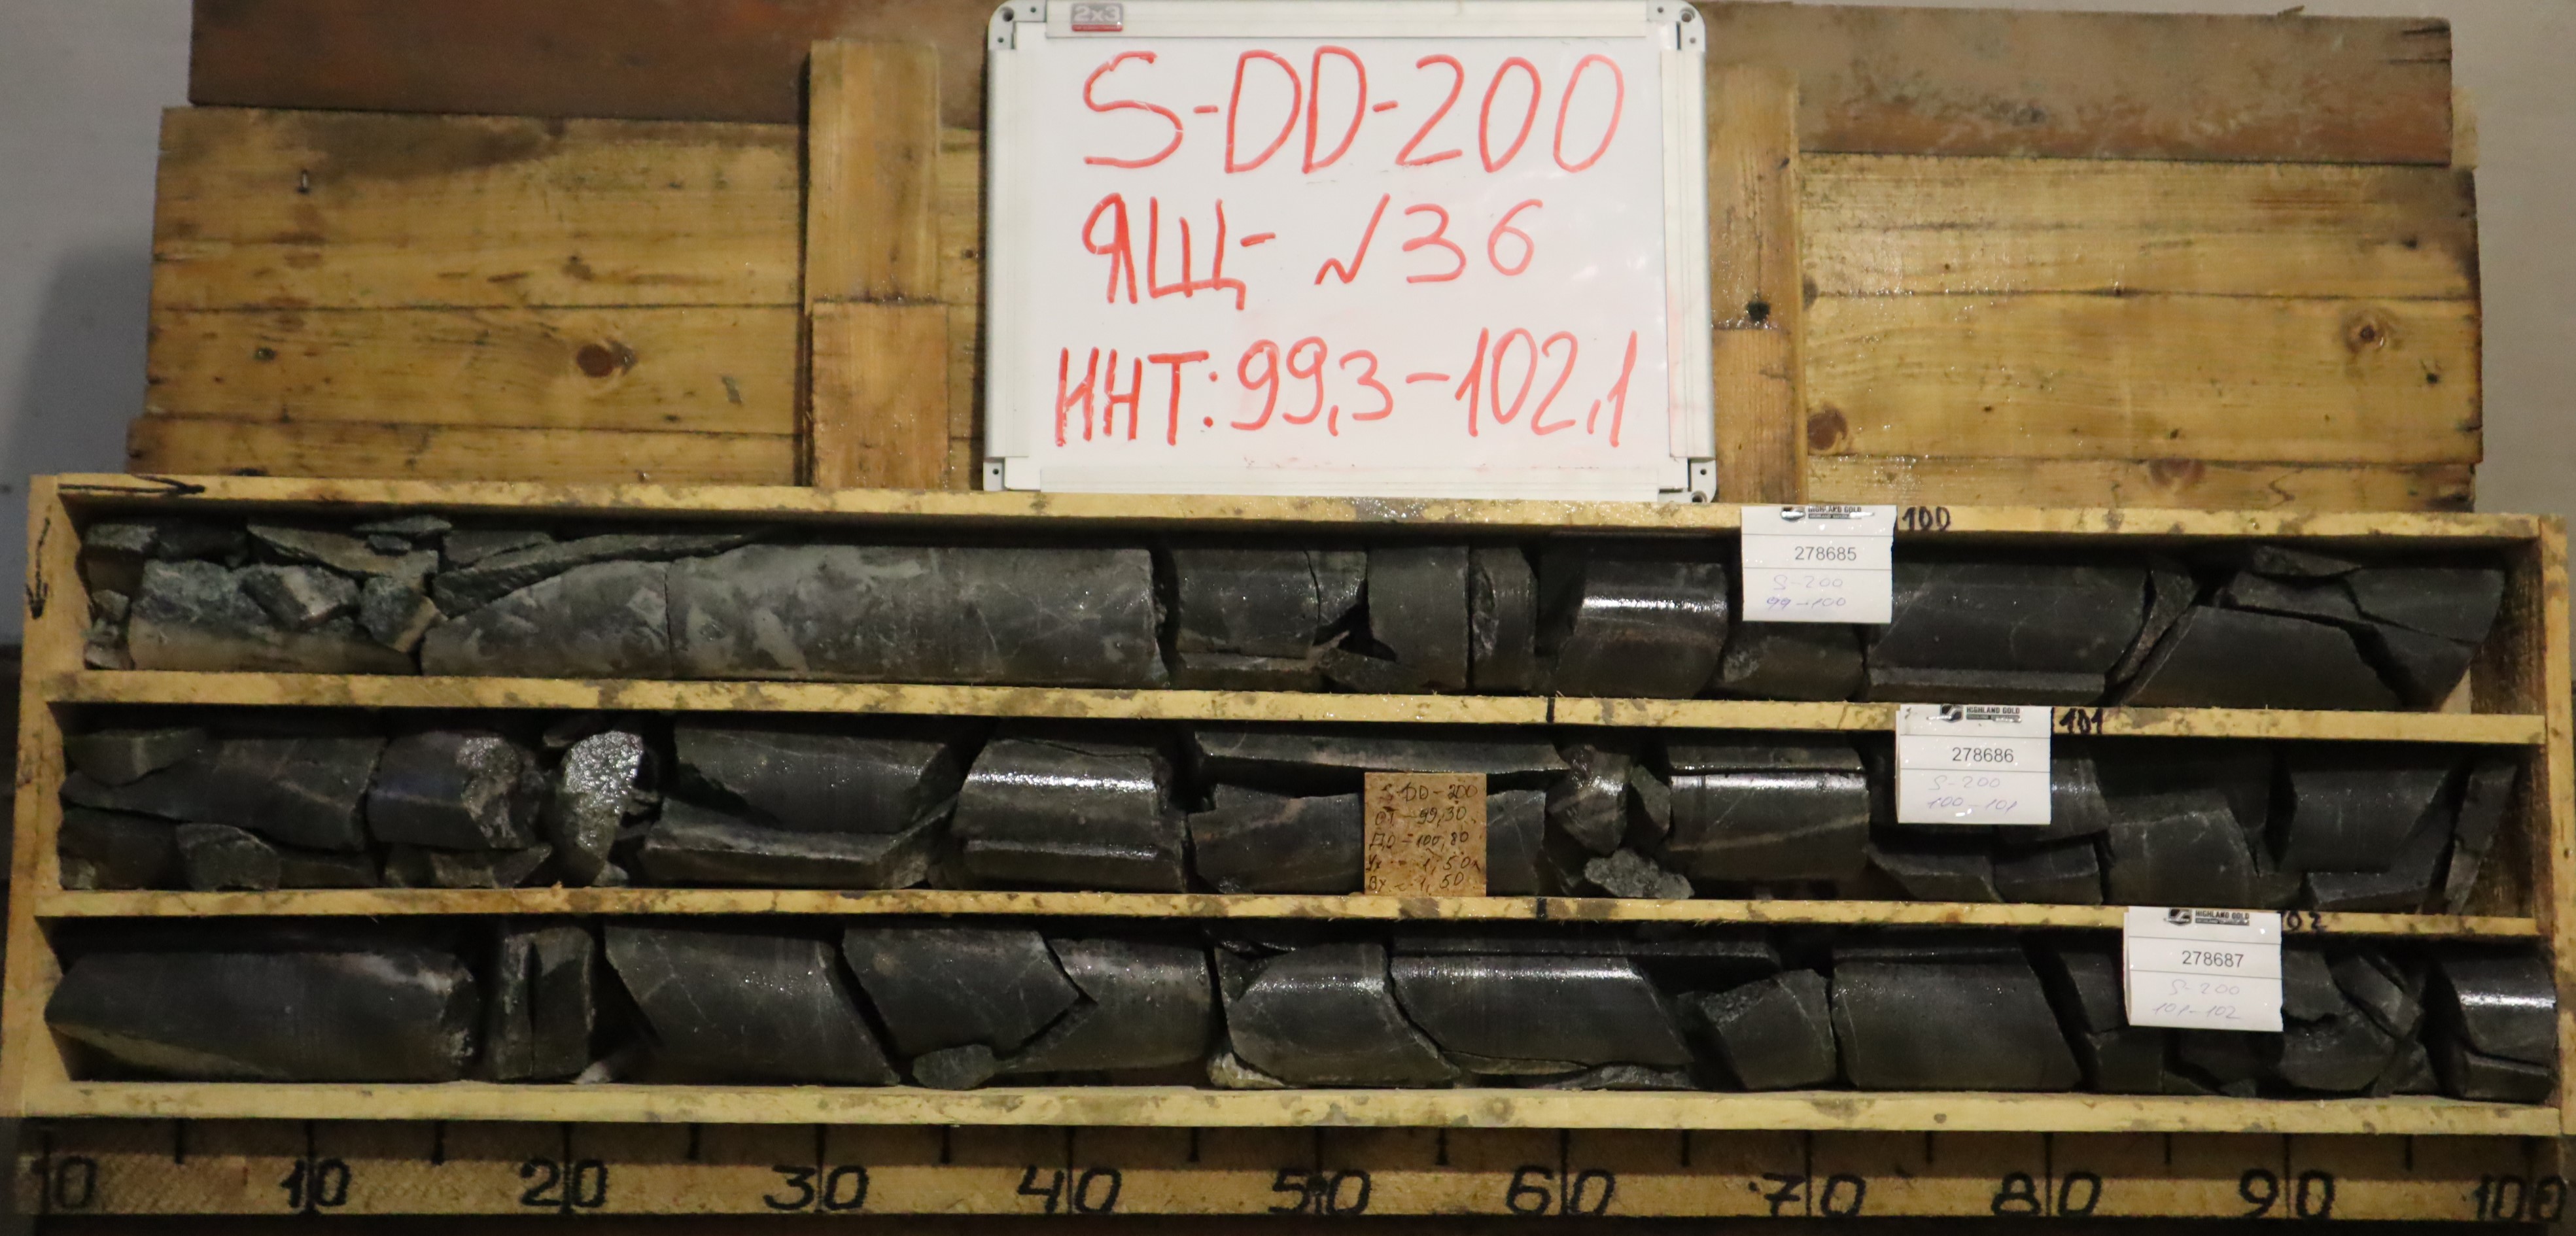 2x3
S-DD-200
ЯЩ- №36
ИНТ: 99,3-102,1
HIGHLAND GOLD
100
278685
S-200
99-100
HIGHLAND GOLD
101
278686
S-200
100-101
S-DD-200
ОТ-99,30
ДО-100,80
1,50
1,50
HIGHLAND GOLD
102
278687
S-200
101-102
10 10 20 30 40 50 60 70 80 90 100